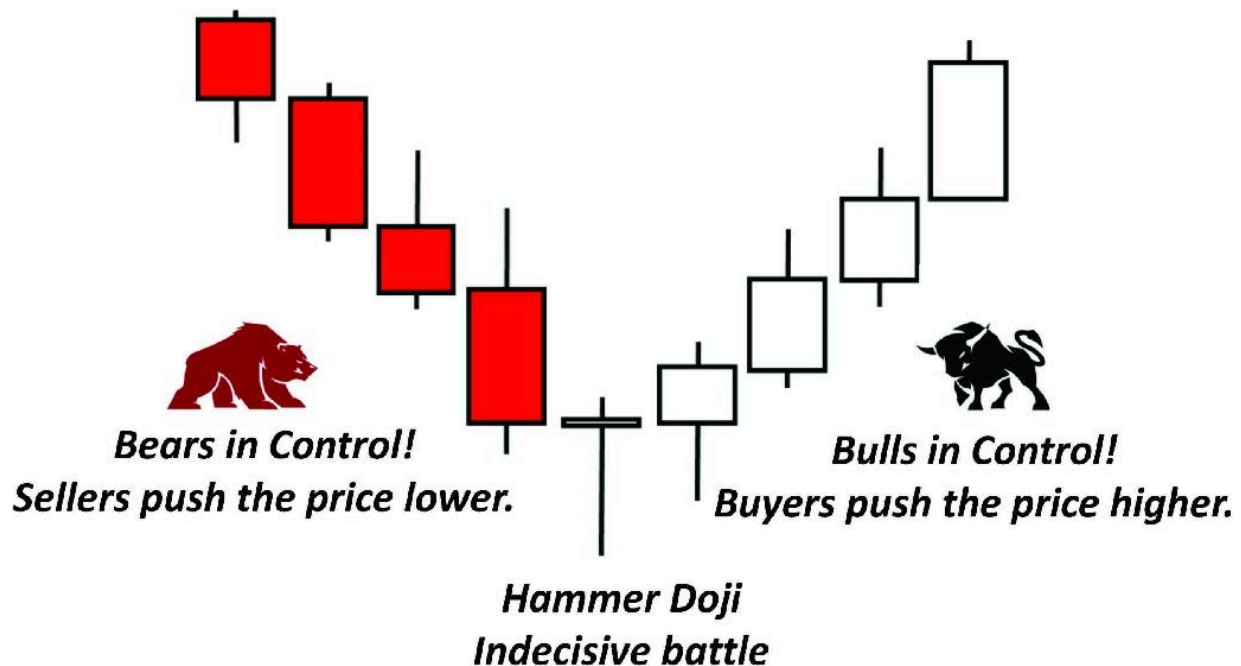 Bears in Control!
Sellers push the price lower.
Bulls in Control!
Buyers push the price higher.
Hammer Doji
Indecisive battle